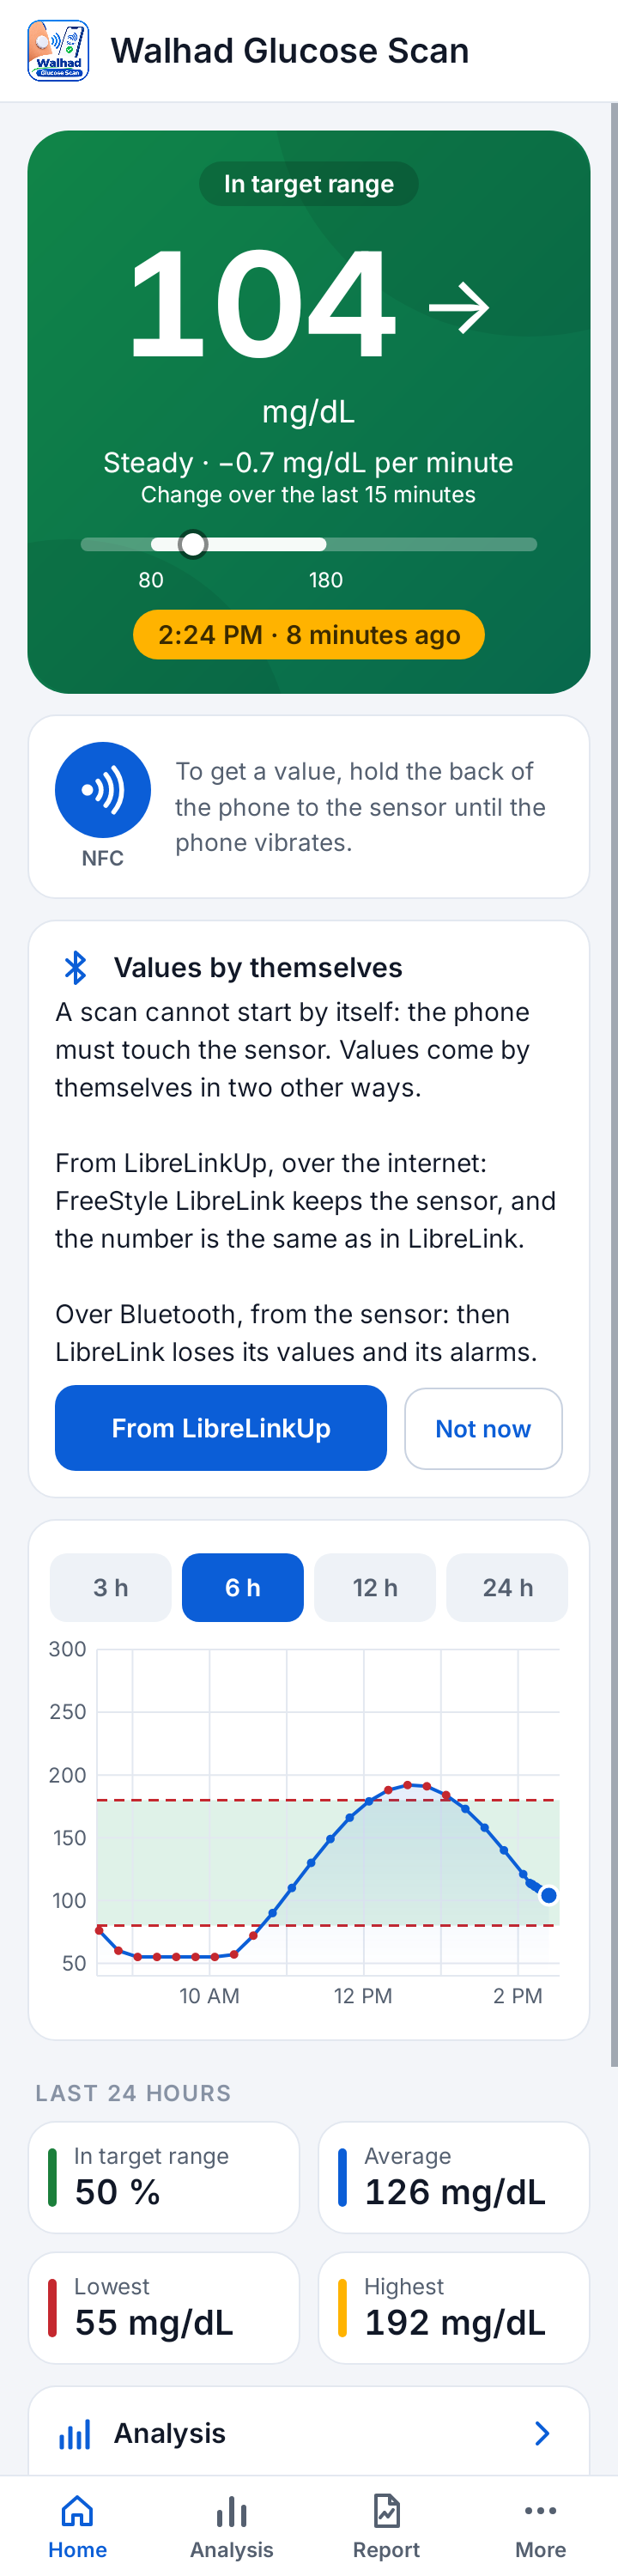 Walhad
Glucose Scan
Walhad Glucose Scan
In target range
104 →
mg/dL
Steady · −0.7 mg/dL per minute
Change over the last 15 minutes
80 180
2:24 PM · 8 minutes ago
NFC
To get a value, hold the back of
the phone to the sensor until the
phone vibrates.
Values by themselves
A scan cannot start by itself: the phone
must touch the sensor. Values come by
themselves in two other ways.
From LibreLinkUp, over the internet:
FreeStyle LibreLink keeps the sensor, and
the number is the same as in LibreLink.
Over Bluetooth, from the sensor: then
LibreLink loses its values and its alarms.
From LibreLinkUp
Not now
3 h 6 h 12 h 24 h
300
250
200
150
100
50
10 AM 12 PM 2 PM
LAST 24 HOURS
In target range
50 %
Average
126 mg/dL
Lowest
55 mg/dL
Highest
192 mg/dL
Analysis
Home Analysis Report More